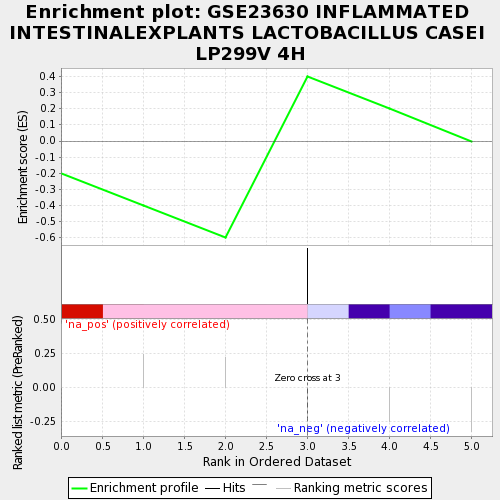 Enrichment plot: GSE23630 INFLAMMATED
INTESTINALEXPLANTS LACTOBACILLUS CASEI
LP299V 4H
Enrichment score (ES)
0.4
0.3
0.2
0.1
0.0
-0.1
-0.2
-0.3
-0.4
-0.5
-0.6
'na_pos' (positively correlated)
Ranked list metric (PreRanked)
0.50
0.25
0.00
-0.25
Zero cross at 3
'na_neg' (negatively correlated)
0.0 0.5 1.0 1.5 2.0 2.5 3.0 3.5 4.0 4.5 5.0
Rank in Ordered Dataset
Enrichment profile Hits Ranking metric scores